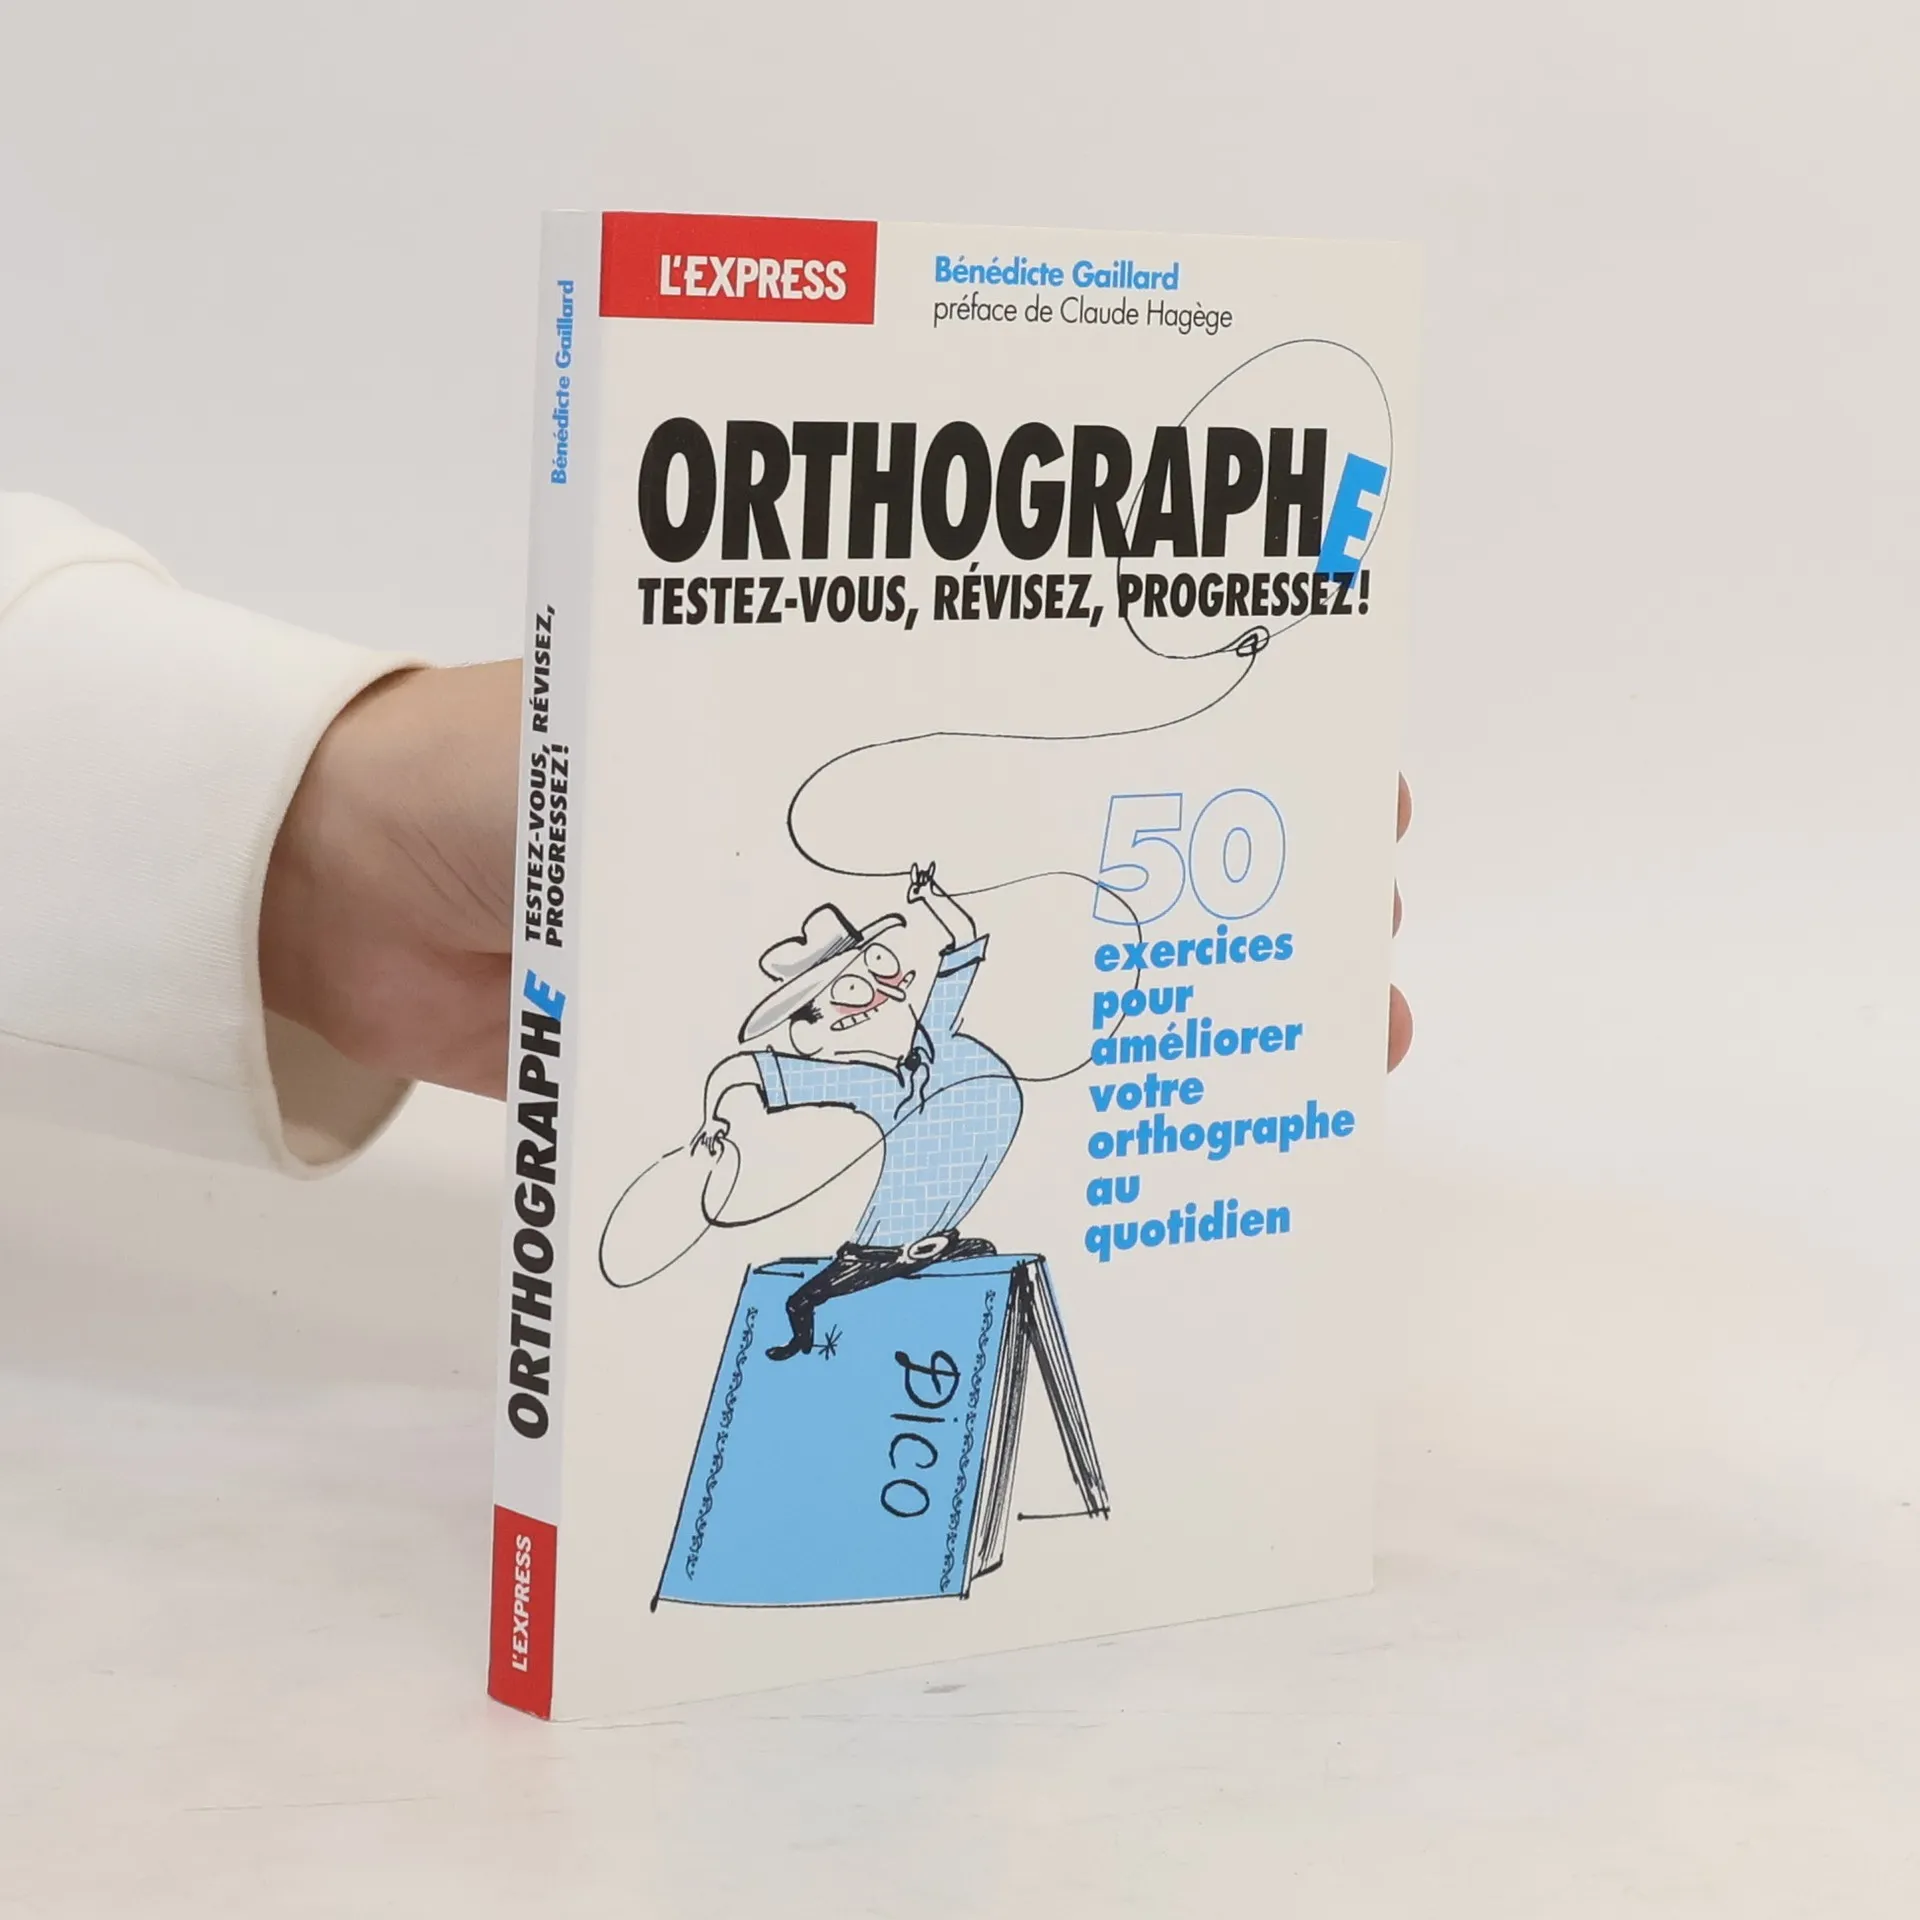 L'EXPRESS
Bénédicte Gaillard
préface de Claude Hagège
ORTHOGRAPHE
TESTEZ-VOUS, RÉVISEZ, PROGRESSEZ!
50
exercices
pour
améliorer
votre
orthographe
au
quotidien
Dico
Bénédicte Gaillard
TESTEZ-VOUS, RÉVISEZ,
PROGRESSEZ!
ORTHOGRAPHE
L'EXPRESS